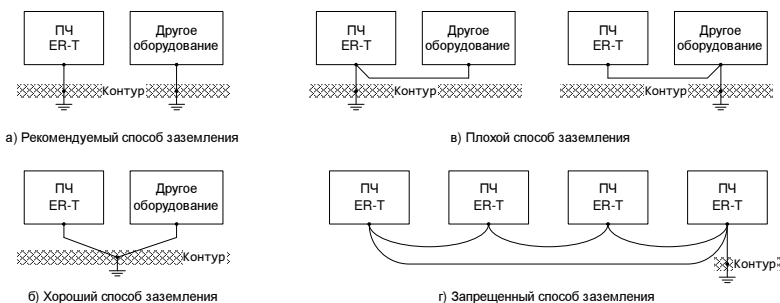 ПЧ
ER-T
Другое
оборудование
Контур
а) Рекомендуемый способ заземления
ПЧ
ER-T
Другое
оборудование
Контур
ПЧ
ER-T
Другое
оборудование
Контур
в) Плохой способ заземления
ПЧ
ER-T
Другое
оборудование
Контур
б) Хороший способ заземления
ПЧ
ER-T
ПЧ
ER-T
ПЧ
ER-T
ПЧ
ER-T
Контур
г) Запрещенный способ заземления